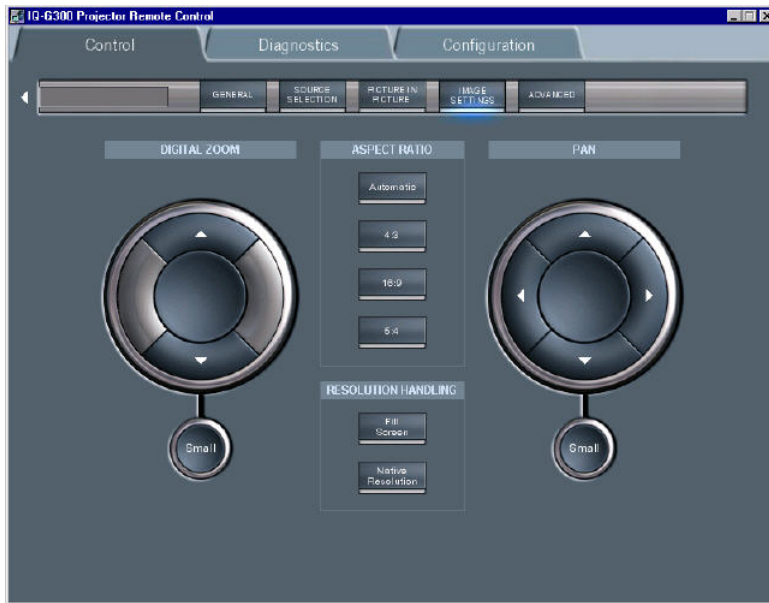 IQ-G300 Projector Remote Control
Control
Diagnostics
Configuration
GENERAL
SOURCE
SELECTION
PICTURE IN
PICTURE
IMAGE
SETTINGS
ADVANCED
DIGITAL ZOOM
ASPECT RATIO
PAN
Automatic
4:3
16:9
5:4
RESOLUTION HANDLING
Fill
Screen
Small
Small
Native
Resolution